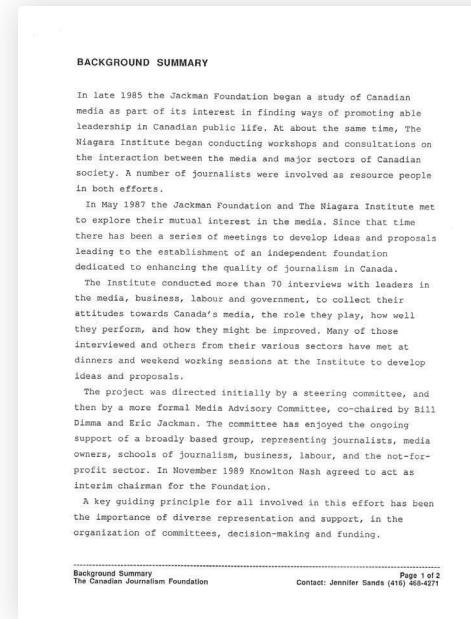 BACKGROUND SUMMARY
In late 1985 the Jackman Foundation began a study of Canadian
media as part of its interest in finding ways of promoting able
leadership in Canadian public life. At about the same time, The
Niagara Institute began conducting workshops and consultations on
the interaction between the media and major sectors of Canadian
society. A number of journalists were involved as resource people
in both efforts.
In May 1987 the Jackman Foundation and The Niagara Institute met
to explore their mutual interest in the media. Since that time
there has been a series of meetings to develop ideas and proposals
leading to the establishment of an independent foundation
dedicated to enhancing the quality of journalism in Canada.
The Institute conducted more than 70 interviews with leaders in
the media, business, labour and government, to collect their
attitudes towards Canada's media, the role they play, how well
they perform, and how they might be improved. Many of those
interviewed and others from their various sectors have met at
dinners and weekend working sessions at the Institute to develop
ideas and proposals.
The project was directed initially by a steering committee, and
then by a more formal Media Advisory Committee, co-chaired by Bill
Dimma and Eric Jackman. The committee has enjoyed the ongoing
support of a broadly based group, representing journalists, media
owners, schools of journalism, business, labour, and the not-for-
profit sector. In November 1989 Knowlton Nash agreed to act as
interim chairman for the Foundation.
A key guiding principle for all involved in this effort has been
the importance of diverse representation and support, in the
organization of committees, decision-making and funding.
Background Summary Page 1 of 2
The Canadian Journalism Foundation Contact: Jennifer Sands (416) 468-4271